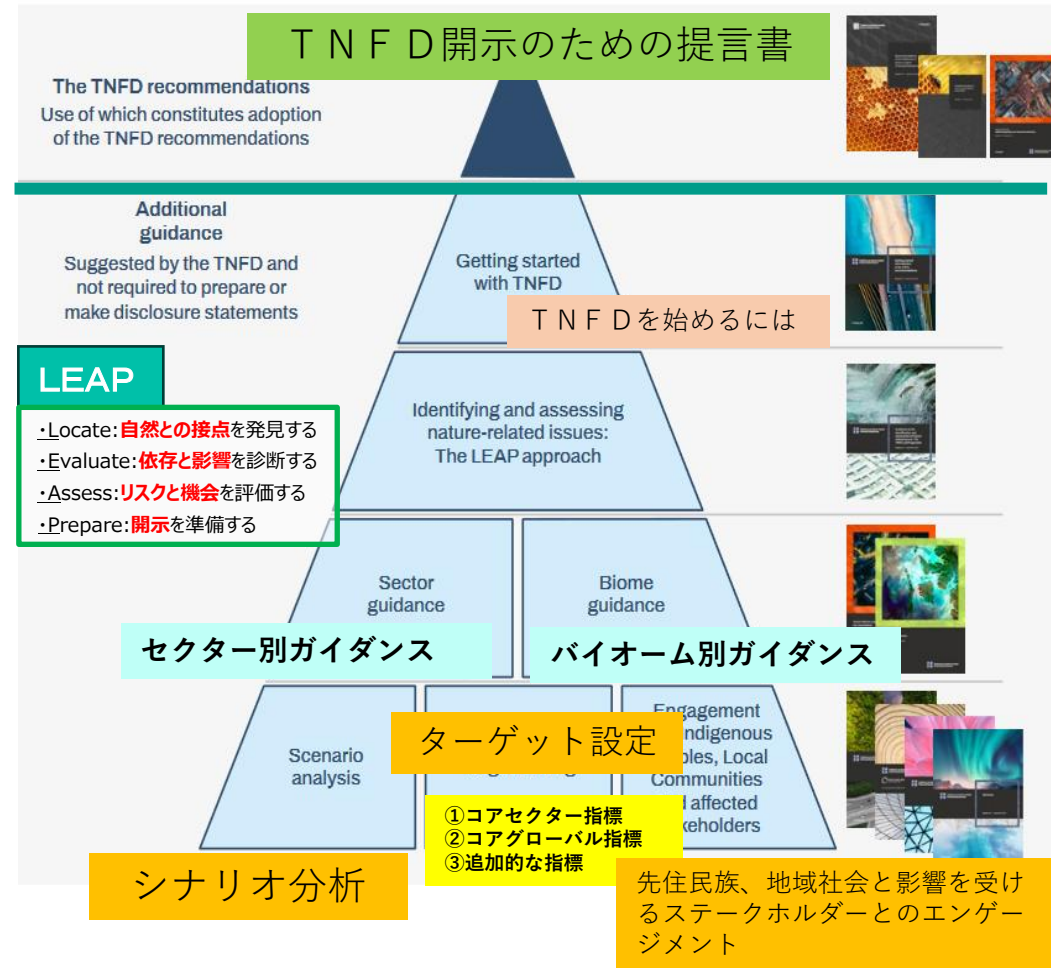 ＴＮＦＤ開示のための提言書
The TNFD recommendations
Use of which constitutes adoption
of the TNFD recommendations
Additional
guidance
Suggested by the TNFD and
not required to prepare or
make disclosure statements
Getting started
with TNFD
ＴＮＦＤを始めるには
LEAP
・Locate:自然との接点を発見する
・Evaluate:依存と影響を診断する
・Assess:リスクと機会を評価する
・Prepare:開示を準備する
Identifying and assessing
nature-related issues:
The LEAP approach
Sector
guidance
Biome
guidance
セクター別ガイダンス
バイオーム別ガイダンス
Scenario
analysis
ターゲット設定
①コアセクター指標
②コアグローバル指標
③追加的な指標
Engagement
Indigenous
Local
Communities
affected
シナリオ分析
先住民族、地域社会と影響を受け
るステークホルダーとのエンゲー
ジメント